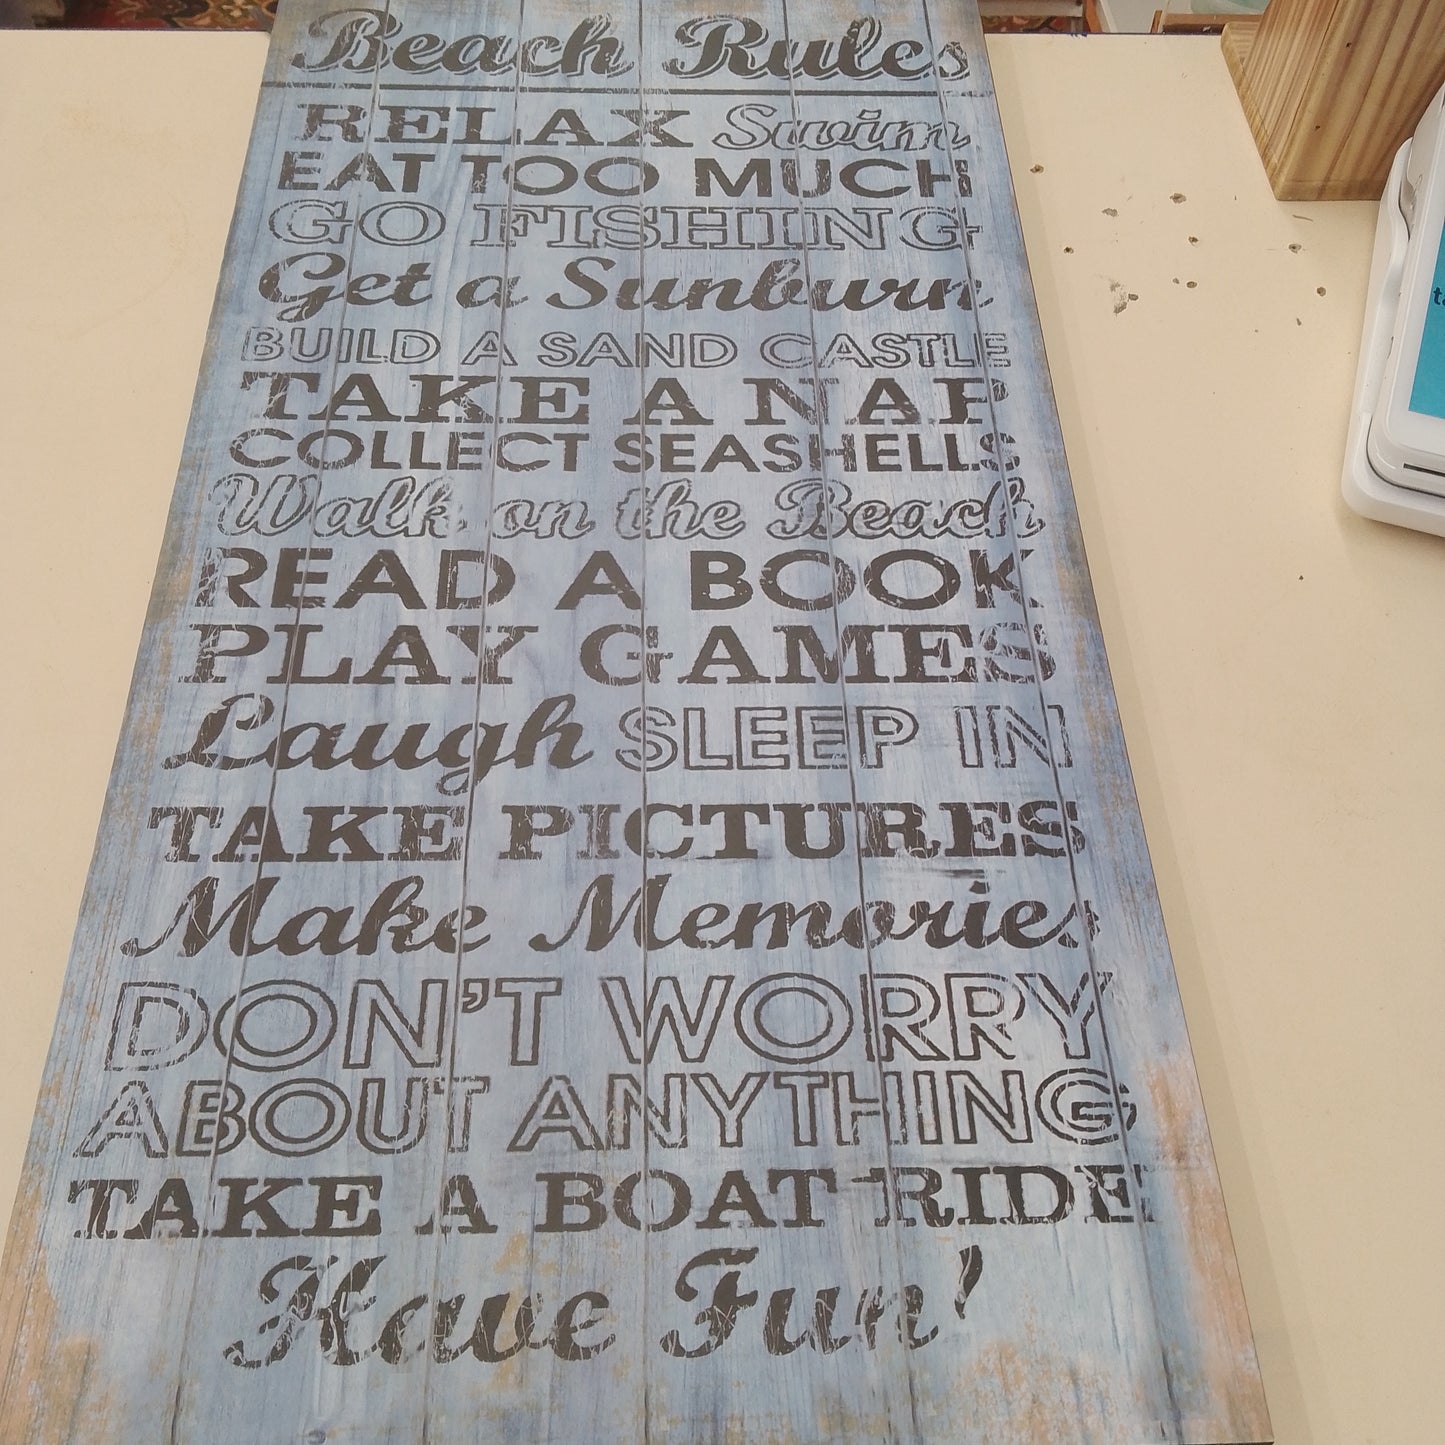 Beach Rules
RELAX Swim
EAT TOO MUCH
GO FISHING
Get a Sunburn
BUILD A SAND CASTLE
TAKE A NAP
COLLECT SEASHELLS
Walk on the Beach
READ A BOOK
PLAY GAMES
Laugh SLEEP IN
TAKE PICTURES
Make Memories
DON'T WORRY
ABOUT ANYTHING
TAKE A BOAT RIDE
Have Fun!